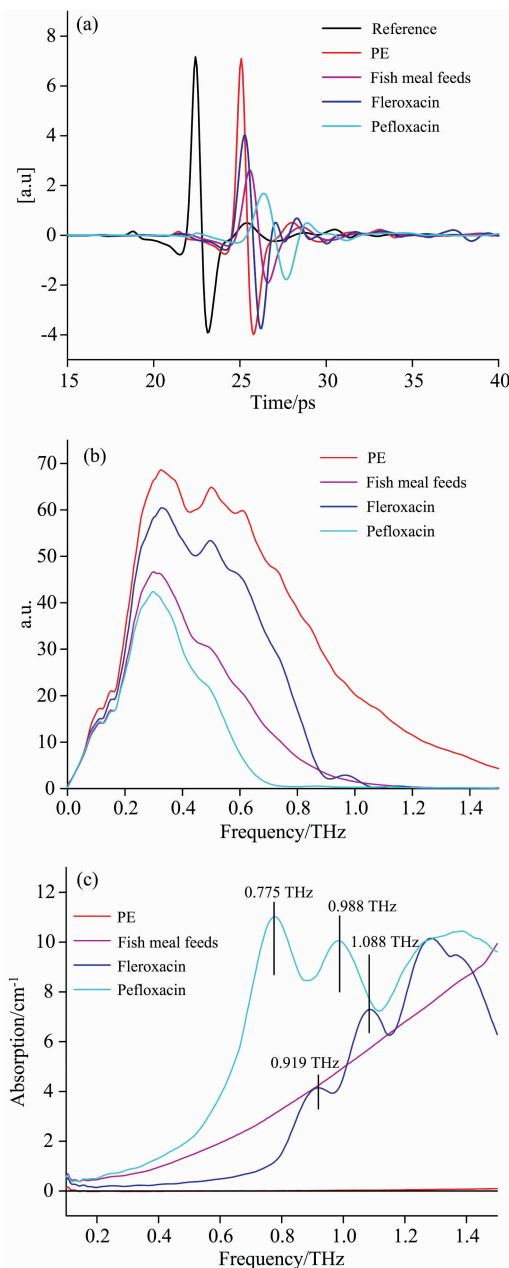 (a)
Reference
PE
Fish meal feeds
Fleroxacin
Pefloxacin
[a.u]
8
6
4
2
0
-2
-4
15 20 25 30 35 40
Time/ps
(b)
PE
Fish meal feeds
Fleroxacin
Pefloxacin
a.u.
70
60
50
40
30
20
10
0
0.0 0.2 0.4 0.6 0.8 1.0 1.2 1.4
Frequency/THz
(c)
PE
Fish meal feeds
Fleroxacin
Pefloxacin
0.775 THz
0.988 THz
1.088 THz
0.919 THz
Absorption/cm⁻¹
12
10
8
6
4
2
0
0.2 0.4 0.6 0.8 1.0 1.2 1.4
Frequency/THz